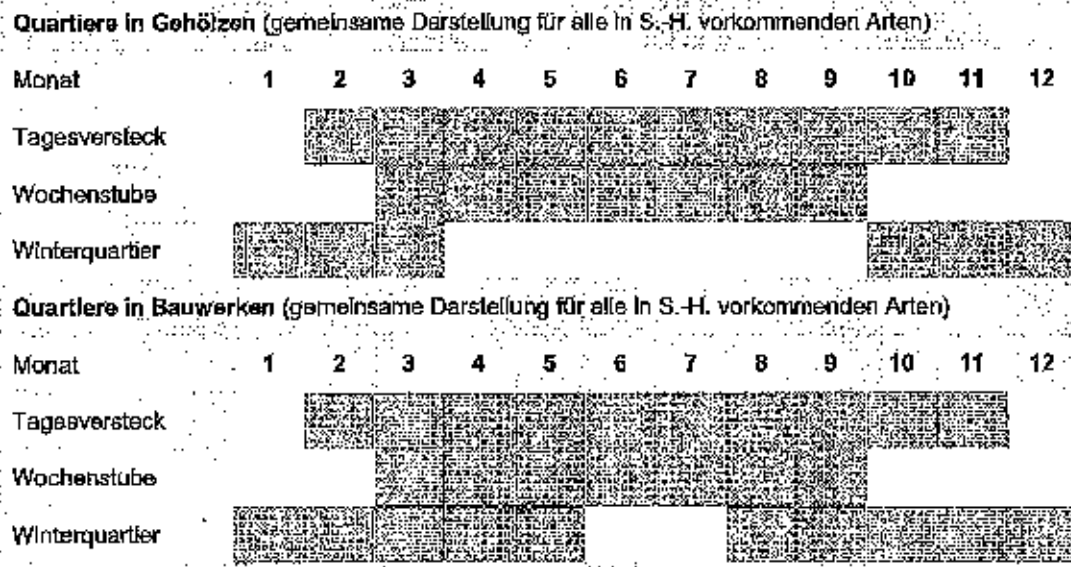 Quartiere in Gehölzen (gemeinsame Darstellung für alle in S.-H. vorkommenden Arten)
Monat 1 2 3 4 5 6 7 8 9 10 11 12
Tagesversteck
Wochenstube
Winterquartier
Quartiere in Bauwerken (gemeinsame Darstellung für alle in S.-H. vorkommenden Arten)
Monat 1 2 3 4 5 6 7 8 9 10 11 12
Tagesversteck
Wochenstube
Winterquartier